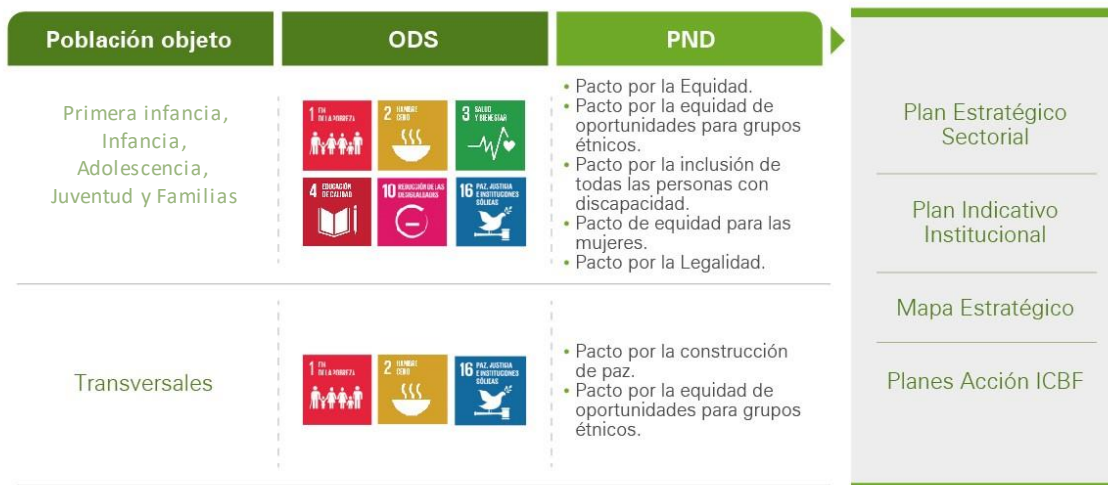 Población objeto
ODS
PND
Primera infancia,
Infancia,
Adolescencia,
Juventud y Familias
1 FIN
DE LA POBREZA
2 HAMBRE
CERO
3 SALUD
Y BIENESTAR
4 EDUCACIÓN
DE CALIDAD
10 REDUCCIÓN DE LAS
DESIGUALDADES
16 PAZ, JUSTICIA
E INSTITUCIONES
SÓLICAS
• Pacto por la Equidad.
• Pacto por la equidad de
oportunidades para grupos
étnicos.
• Pacto por la inclusión de
todas las personas con
discapacidad.
• Pacto de equidad para las
mujeres.
• Pacto por la Legalidad.
Transversales
1 FIN
DE LA POBREZA
2 HAMBRE
CERO
16 PAZ, JUSTICIA
E INSTITUCIONES
SÓLICAS
• Pacto por la construcción
de paz.
• Pacto por la equidad de
oportunidades para grupos
étnicos.
Plan Estratégico
Sectorial
Plan Indicativo
Institucional
Mapa Estratégico
Planes Acción ICBF